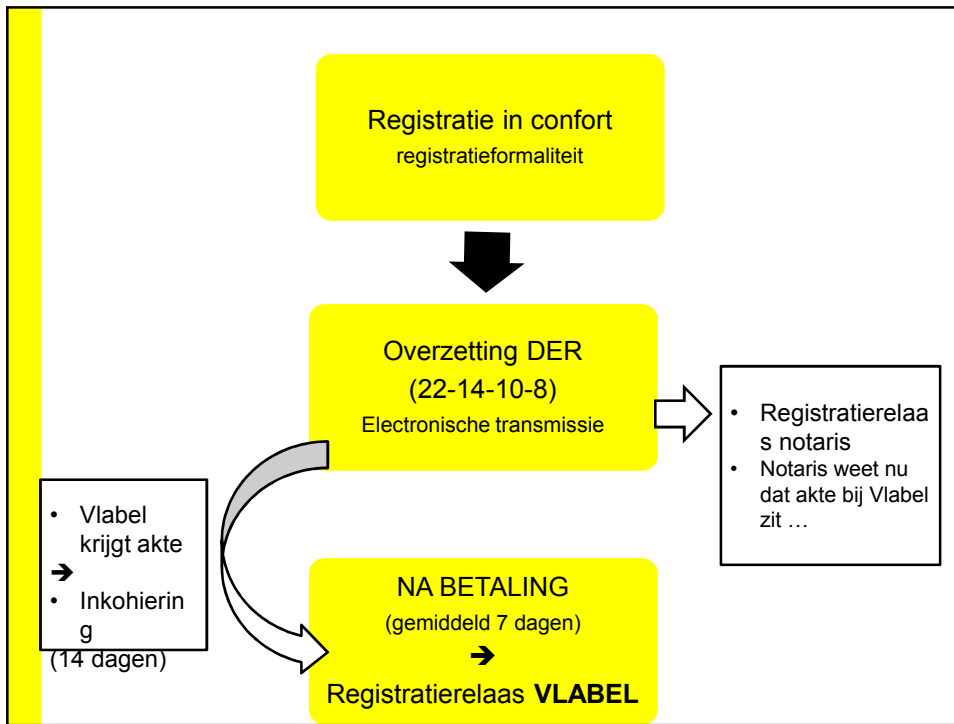 Registratie in confort
registratieformaliteit
Overzetting DER
(22-14-10-8)
Electronische transmissie
• Registratierelaa
s notaris
• Notaris weet nu
dat akte bij Vlabel
zit …
• Vlabel
krijgt akte
➔
• Inkohierin
g
(14 dagen)
NA BETALING
(gemiddeld 7 dagen)
➔
Registratierelaas VLABEL